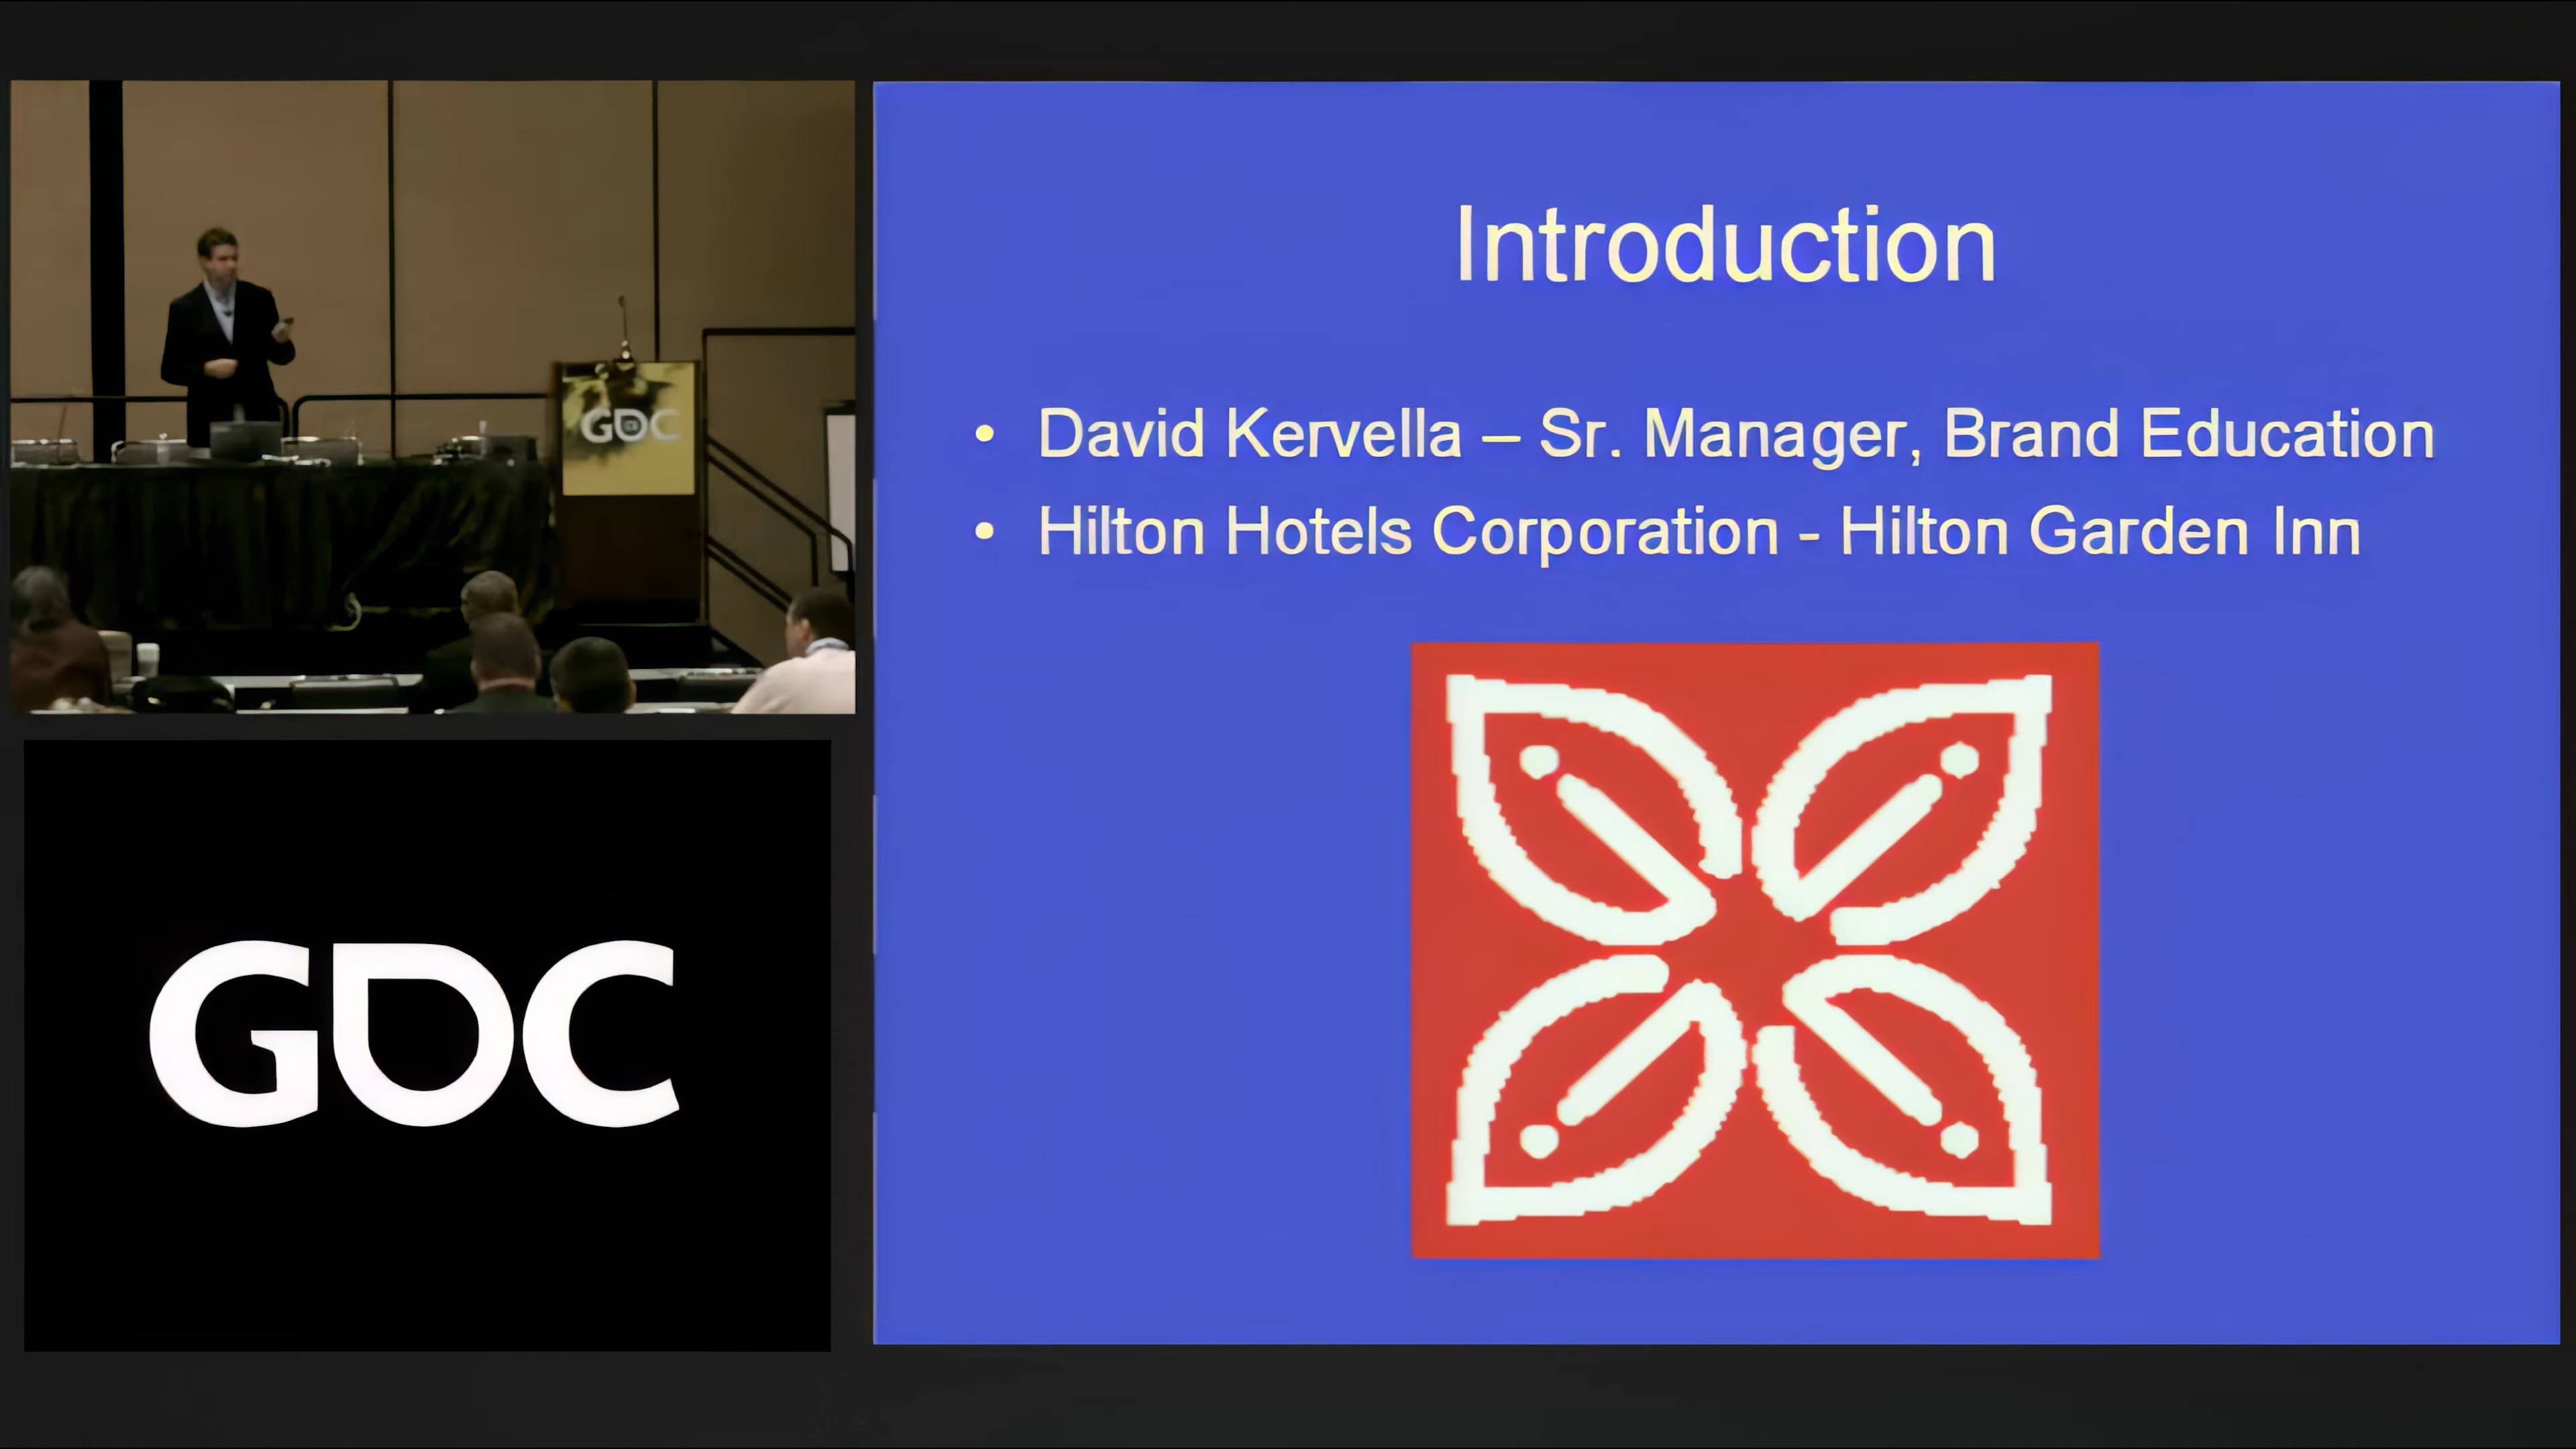 GDC
Introduction
• David Kervella – Sr. Manager, Brand Education
• Hilton Hotels Corporation - Hilton Garden Inn
GDC